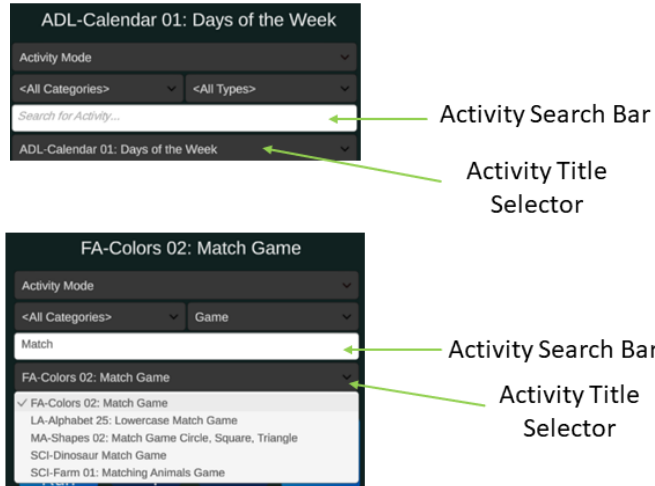 ADL-Calendar 01: Days of the Week
Activity Mode
<All Categories> <All Types>
Search for Activity...
Activity Search Bar
ADL-Calendar 01: Days of the Week
Activity Title
Selector
FA-Colors 02: Match Game
Activity Mode
<All Categories> Game
Match
Activity Search Bar
FA-Colors 02: Match Game
Activity Title
Selector
✓ FA-Colors 02: Match Game
LA-Alphabet 25: Lowercase Match Game
MA-Shapes 02: Match Game Circle, Square, Triangle
SCI-Dinosaur Match Game
SCI-Farm 01: Matching Animals Game